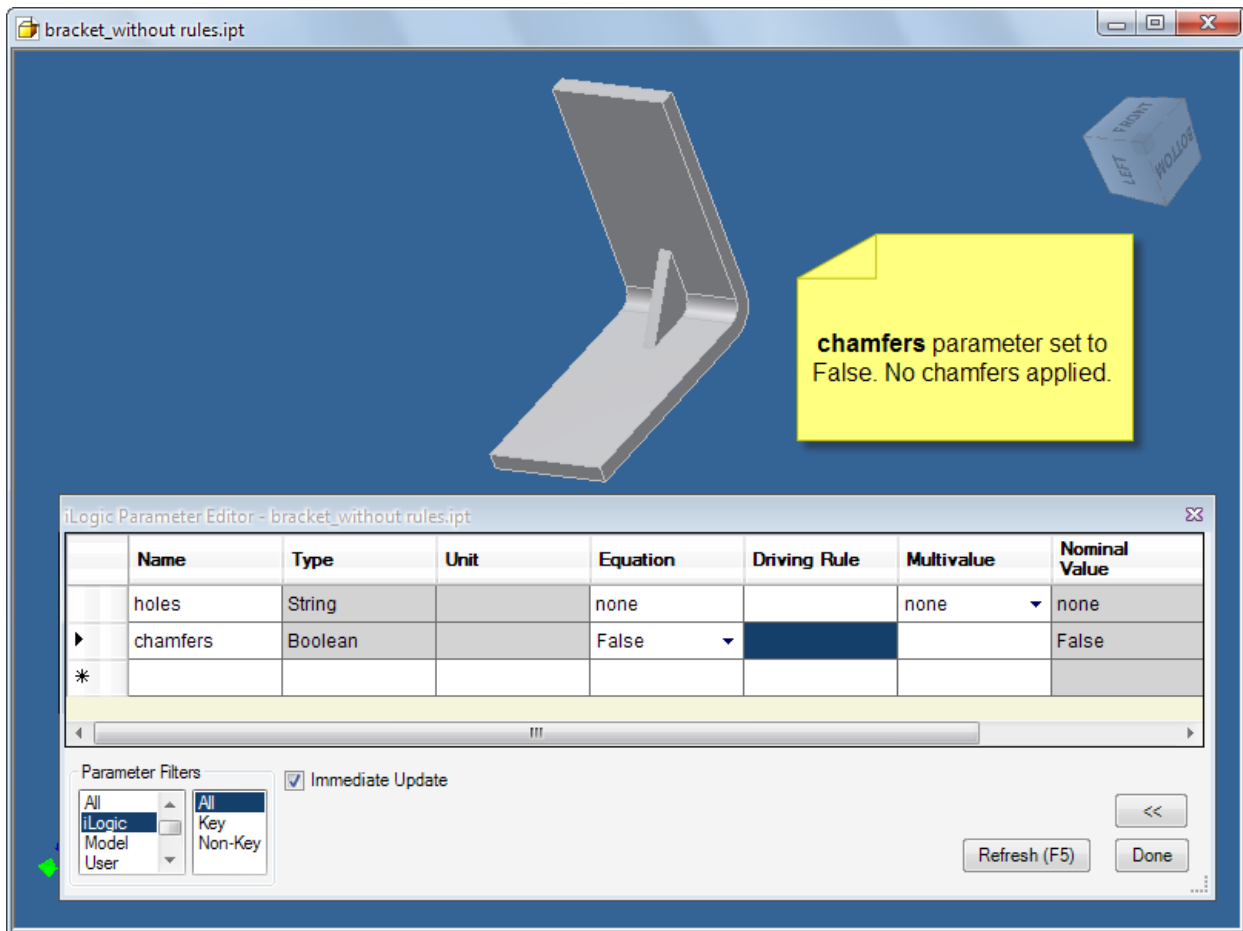 bracket_without rules.ipt
FRONT
LEFT
BOTTOM
chamfers parameter set to
False. No chamfers applied.
iLogic Parameter Editor - bracket_without rules.ipt
Name Type Unit Equation Driving Rule Multivalue Nominal
Value
holes String none none none
chamfers Boolean False False
Parameter Filters
Immediate Update
All All
iLogic Key
Model Non-Key
User
<<
Refresh (F5) Done